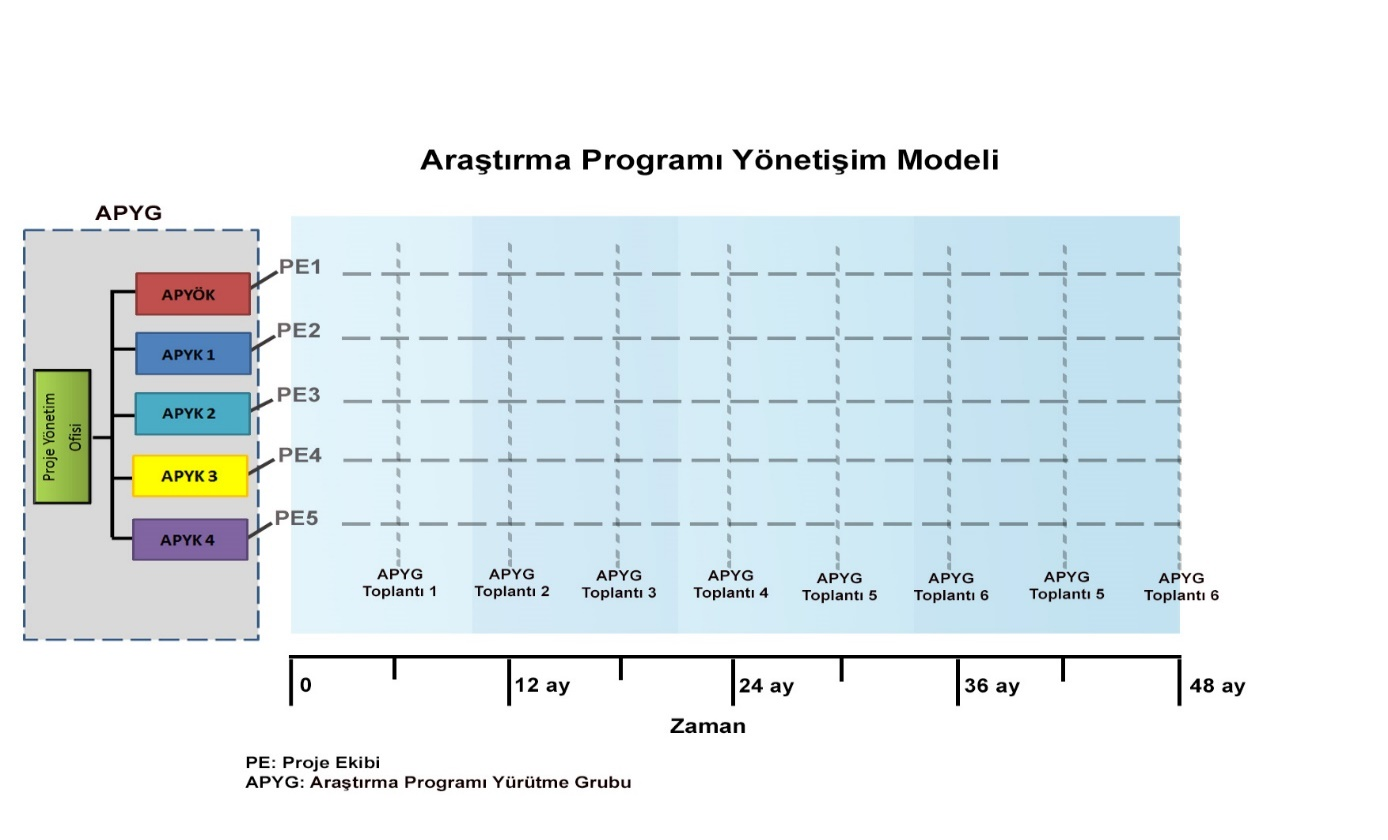 Araştırma Programı Yönetişim Modeli
APYG
Proje Yönetim
Ofisi
APYÖK
APYK 1
APYK 2
APYK 3
APYK 4
PE1
PE2
PE3
PE4
PE5
APYG
Toplantı 1
APYG
Toplantı 2
APYG
Toplantı 3
APYG
Toplantı 4
APYG
Toplantı 5
APYG
Toplantı 6
APYG
Toplantı 5
APYG
Toplantı 6
0
12 ay
24 ay
36 ay
48 ay
Zaman
PE: Proje Ekibi
APYG: Araştırma Programı Yürütme Grubu